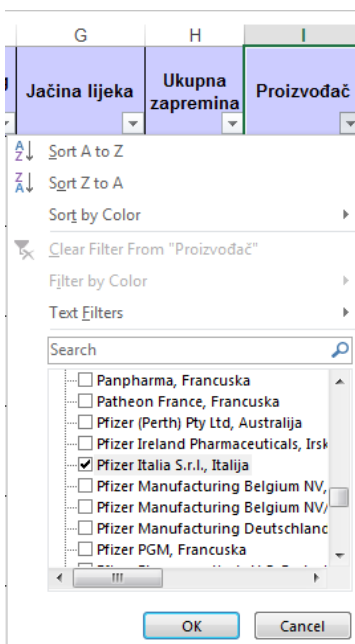 G H I
Jačina lijeka Ukupna zapremina Proizvođač
Sort A to Z
Sort Z to A
Sort by Color
Clear Filter From "Proizvođač"
Filter by Color
Text Filters
Search
Panpharma, Francuska
Patheon France, Francuska
Pfizer (Perth) Pty Ltd, Australija
Pfizer Ireland Pharmaceuticals, Irsk
Pfizer Italia S.r.l., Italija
Pfizer Manufacturing Belgium NV,
Pfizer Manufacturing Belgium NV/
Pfizer Manufacturing Deutschland
Pfizer PGM, Francuska
OK Cancel